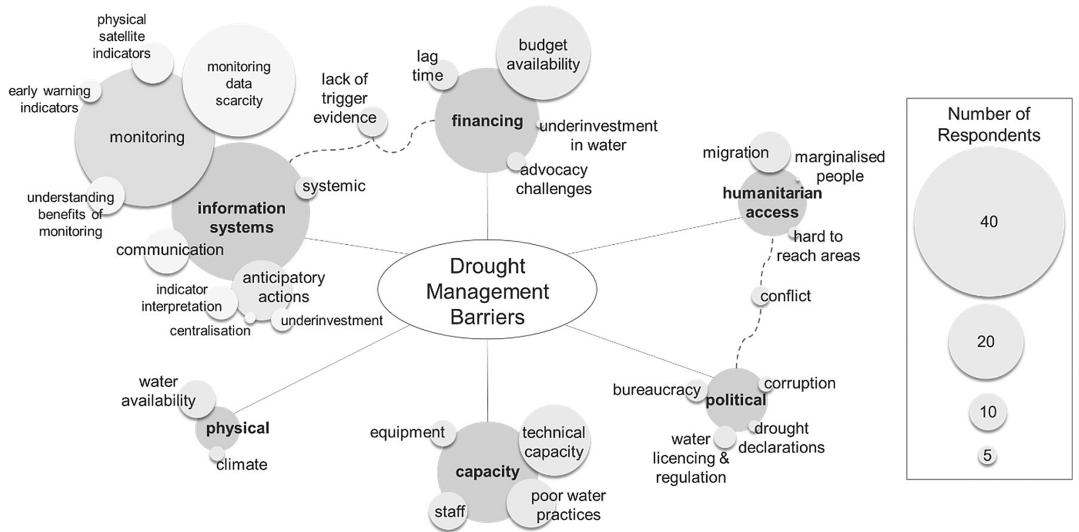 physical
satellite
indicators
early warning
indicators
monitoring
data
scarcity
monitoring
understanding
benefits of
monitoring
information
systems
systemic
communication
anticipatory
actions
indicator
interpretation
centralisation
underinvestment
lack of
trigger
evidence
lag
time
budget
availability
financing
underinvestment
in water
advocacy
challenges
migration
marginalised
people
humanitarian
access
hard to
reach areas
conflict
Drought
Management
Barriers
water
availability
physical
climate
equipment
technical
capacity
capacity
staff
poor water
practices
bureaucracy
corruption
political
drought
declarations
water
licencing &
regulation
Number of
Respondents
40
20
10
5